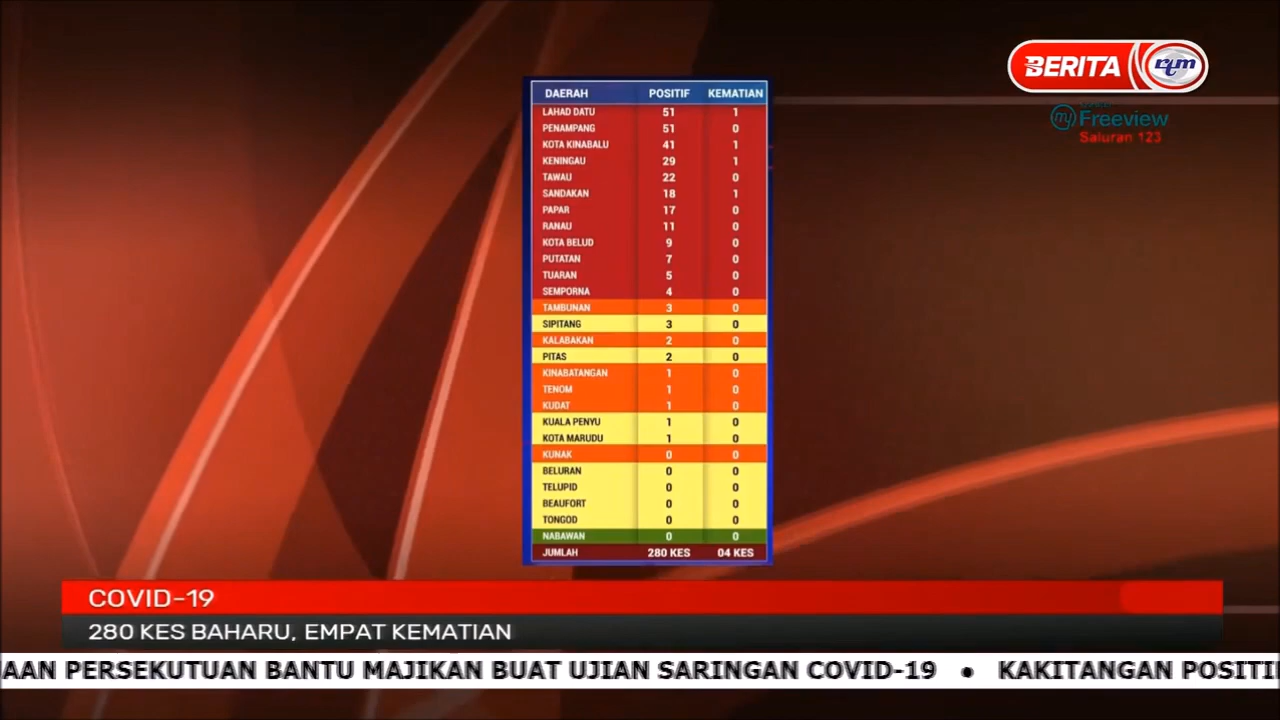 BERITA rtm
my Freeview
Saluran 123
DAERAH POSITIF KEMATIAN
LAHAD DATU 51 1
PENAMPANG 51 0
KOTA KINABALU 41 1
KENINGAU 29 1
TAWAU 22 0
SANDAKAN 18 1
PAPAR 17 0
RANAU 11 0
KOTA BELUD 9 0
PUTATAN 7 0
TUARAN 5 0
SEMPORNA 4 0
TAMBUNAN 3 0
SIPITANG 3 0
KALABAKAN 2 0
PITAS 2 0
KINABATANGAN 1 0
TENOM 1 0
KUDAT 1 0
KUALA PENYU 1 0
KOTA MARUDU 1 0
KUNAK 0 0
BELURAN 0 0
TELUPID 0 0
BEAUFORT 0 0
TONGOD 0 0
NABAWAN 0 0
JUMLAH 280 KES 04 KES
COVID-19
280 KES BAHARU, EMPAT KEMATIAN
AAN PERSEKUTUAN BANTU MAJIKAN BUAT UJIAN SARINGAN COVID-19 • KAKITANGAN POSITI